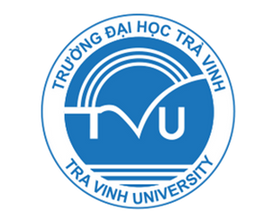 TRƯỜNG ĐẠI HỌC TRÀ VINH
TVU
TRA VINH UNIVERSITY